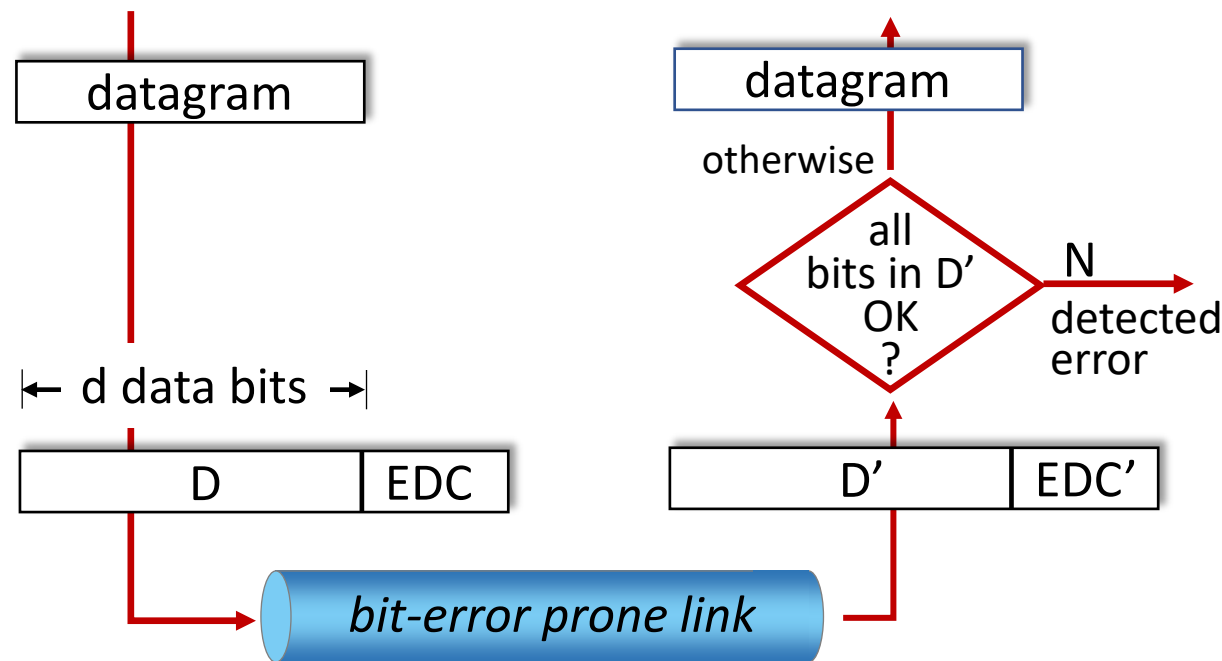 datagram
d data bits
D
EDC
bit-error prone link
datagram
otherwise
all
bits in D’
OK
?
N
detected
error
D’
EDC’